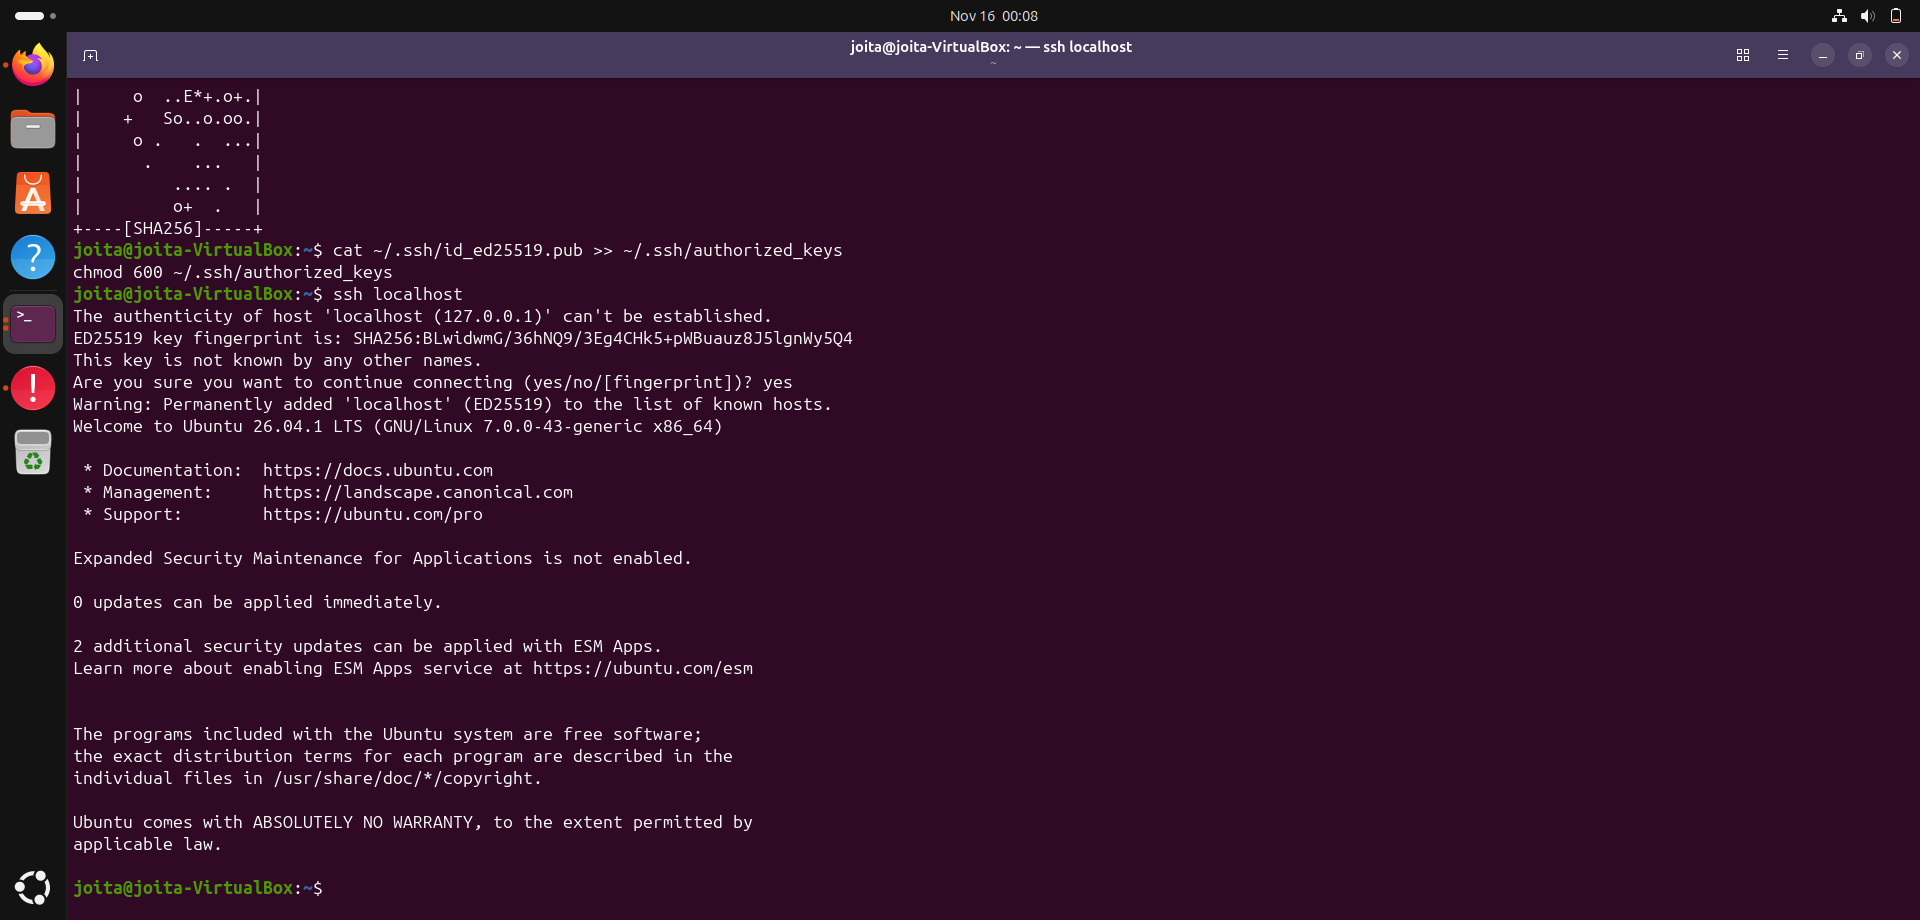 Nov 16 00:08
joita@joita-VirtualBox: ~ — ssh localhost
~
|     o  ..E*+.o+.|
|    +   So..o.oo.|
|     o .   .  ...|
|      .    ...   |
|         .... .  |
|         o+  .   |
+----[SHA256]-----+
joita@joita-VirtualBox:~$ cat ~/.ssh/id_ed25519.pub >> ~/.ssh/authorized_keys
chmod 600 ~/.ssh/authorized_keys
joita@joita-VirtualBox:~$ ssh localhost
The authenticity of host 'localhost (127.0.0.1)' can't be established.
ED25519 key fingerprint is: SHA256:BLwidwmG/36hNQ9/3Eg4CHk5+pWBuauz8J5lgnWy5Q4
This key is not known by any other names.
Are you sure you want to continue connecting (yes/no/[fingerprint])? yes
Warning: Permanently added 'localhost' (ED25519) to the list of known hosts.
Welcome to Ubuntu 26.04.1 LTS (GNU/Linux 7.0.0-43-generic x86_64)
 * Documentation:  https://docs.ubuntu.com
 * Management:     https://landscape.canonical.com
 * Support:        https://ubuntu.com/pro
Expanded Security Maintenance for Applications is not enabled.
0 updates can be applied immediately.
2 additional security updates can be applied with ESM Apps.
Learn more about enabling ESM Apps service at https://ubuntu.com/esm
The programs included with the Ubuntu system are free software;
the exact distribution terms for each program are described in the
individual files in /usr/share/doc/*/copyright.
Ubuntu comes with ABSOLUTELY NO WARRANTY, to the extent permitted by
applicable law.
joita@joita-VirtualBox:~$